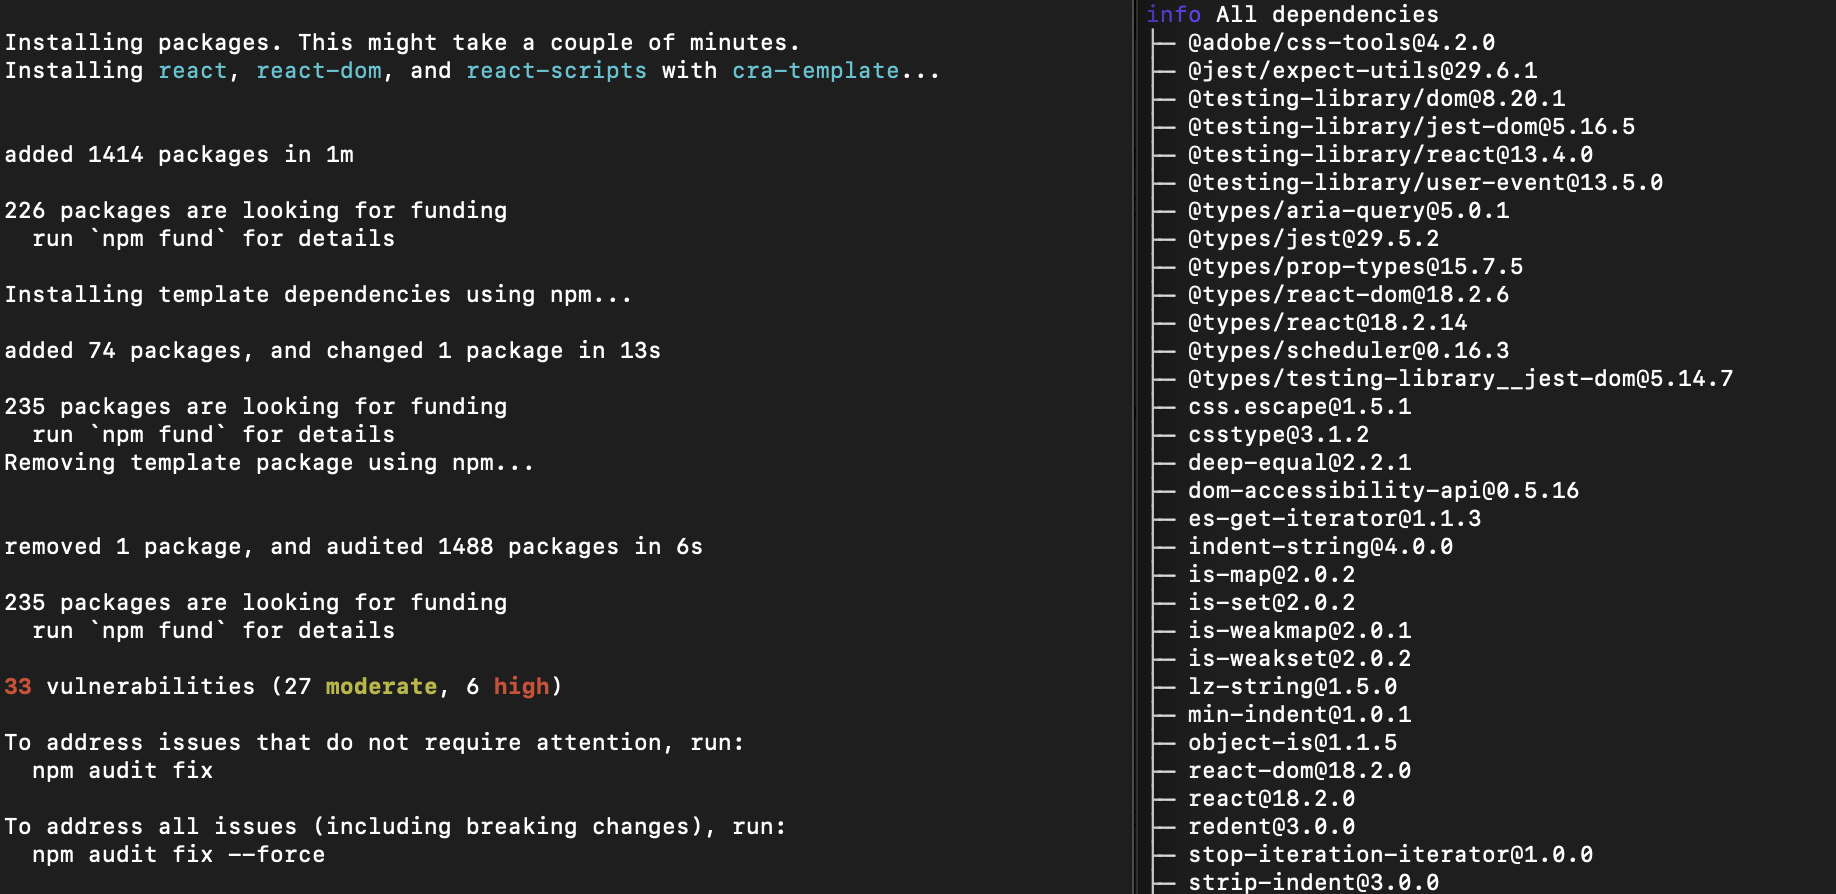 Installing packages. This might take a couple of minutes.
Installing react, react-dom, and react-scripts with cra-template...
added 1414 packages in 1m
226 packages are looking for funding
  run `npm fund` for details
Installing template dependencies using npm...
added 74 packages, and changed 1 package in 13s
235 packages are looking for funding
  run `npm fund` for details
Removing template package using npm...
removed 1 package, and audited 1488 packages in 6s
235 packages are looking for funding
  run `npm fund` for details
33 vulnerabilities (27 moderate, 6 high)
To address issues that do not require attention, run:
  npm audit fix
To address all issues (including breaking changes), run:
  npm audit fix --force
info All dependencies
├─ @adobe/css-tools@4.2.0
├─ @jest/expect-utils@29.6.1
├─ @testing-library/dom@8.20.1
├─ @testing-library/jest-dom@5.16.5
├─ @testing-library/react@13.4.0
├─ @testing-library/user-event@13.5.0
├─ @types/aria-query@5.0.1
├─ @types/jest@29.5.2
├─ @types/prop-types@15.7.5
├─ @types/react-dom@18.2.6
├─ @types/react@18.2.14
├─ @types/scheduler@0.16.3
├─ @types/testing-library__jest-dom@5.14.7
├─ css.escape@1.5.1
├─ csstype@3.1.2
├─ deep-equal@2.2.1
├─ dom-accessibility-api@0.5.16
├─ es-get-iterator@1.1.3
├─ indent-string@4.0.0
├─ is-map@2.0.2
├─ is-set@2.0.2
├─ is-weakmap@2.0.1
├─ is-weakset@2.0.2
├─ lz-string@1.5.0
├─ min-indent@1.0.1
├─ object-is@1.1.5
├─ react-dom@18.2.0
├─ react@18.2.0
├─ redent@3.0.0
├─ stop-iteration-iterator@1.0.0
├─ strip-indent@3.0.0